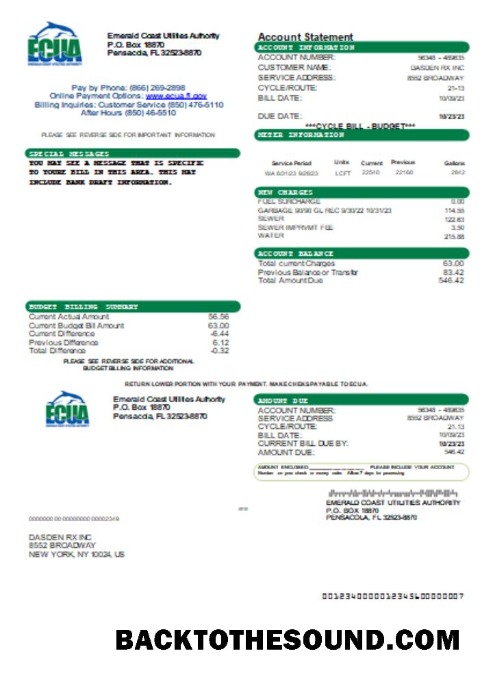 ECUA
Emerald Coast Utilities Authority
P.O. Box 18870
Pensacola, FL 32523-8870
Pay by Phone: (866) 269-2898
Online Payment Options: www.ecua.fl.gov
Billing Inquiries: Customer Service (850) 476-5110
After Hours (850) 46-5510
PLEASE SEE REVERSE SIDE FOR IMPORTANT INFORMATION
SPECIAL MESSAGES
YOU MAY SEE A MESSAGE THAT IS SPECIFIC
TO YOURE BILL IN THIS AREA. THIS MAY
INCLUDE BANK DRAFT INFORMATION.
Account Statement
ACCOUNT INFORMATION
ACCOUNT NUMBER: 56348 - 489635
CUSTOMER NAME: DASDEN RX INC
SERVICE ADDRESS: 8552 BROADWAY
CYCLE/ROUTE: 21-13
BILL DATE: 10/09/23
DUE DATE: 10/23/23
***CYCLE BILL - BUDGET***
METER INFORMATION
Service Period Units Current Previous Gallons
WA 8/31/23 9/28/23 LCFT 22540 22160 2842
NEW CHARGES
FUEL SURCHARGE 0.00
GARBAGE 90/90 GL REC 9/30/22 10/31/23 114.55
SEWER 122.63
SEWER IMPRVMT FEE 3.50
WATER 215.88
ACCOUNT BALANCE
Total current Charges 63.00
Previous Balance or Transfer 83.42
Total Amount Due 546.42
BUDGET BILLING SUMMARY
Current Actual Amount 56.56
Current Budget Bill Amount 63.00
Current Difference -6.44
Previous Difference 6.12
Total Difference -0.32
PLEASE SEE REVERSE SIDE FOR ADDITIONAL
BUDGET BILLING INFORMATION
RETURN LOWER PORTION WITH YOUR PAYMENT. MAKE CHEKS PAYABLE TO ECUA.
ECUA
Emerald Coast Utilities Authority
P.O. Box 18870
Pensacola, FL 32523-8870
AMOUNT DUE
ACCOUNT NUMBER: 56348 - 489635
SERVICE ADDRESS 8552 BROADWAY
CYCLE/ROUTE: 21.13
BILL DATE: 10/09/23
CURRENT BILL DUE BY: 10/23/23
AMOUNT DUE: 546.42
AMOUNT ENCLOSED: PLEASE INCLUDE YOUR ACCOUNT
Number on your check or money order. Allow 7 days for processing.
EMERALD COAST UTILITIES AUTHORITY
P.O. BOX 18870
PENSACOLA, FL 32523-8870
DASDEN RX INC
8552 BROADWAY
NEW YORK, NY 10024, US
BACKTOTHESOUND.COM